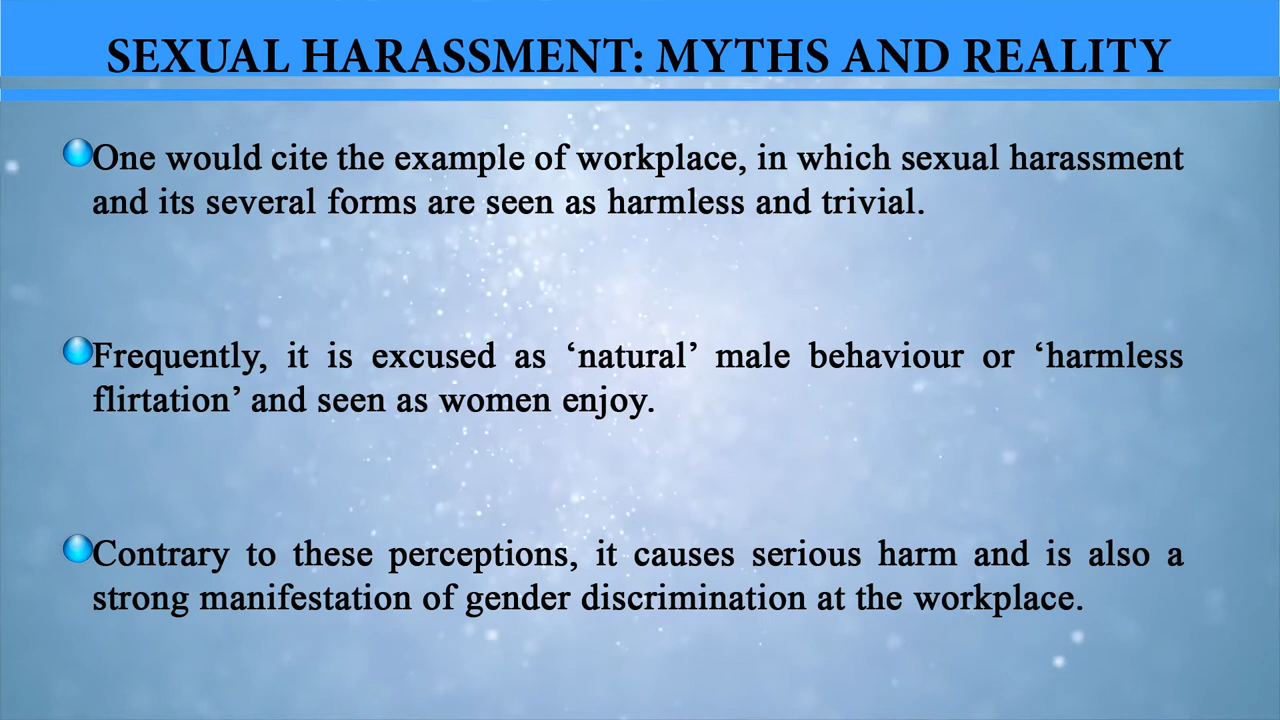 SEXUAL HARASSMENT: MYTHS AND REALITY
One would cite the example of workplace, in which sexual harassment
and its several forms are seen as harmless and trivial.
Frequently, it is excused as ‘natural’ male behaviour or ‘harmless
flirtation’ and seen as women enjoy.
Contrary to these perceptions, it causes serious harm and is also a
strong manifestation of gender discrimination at the workplace.